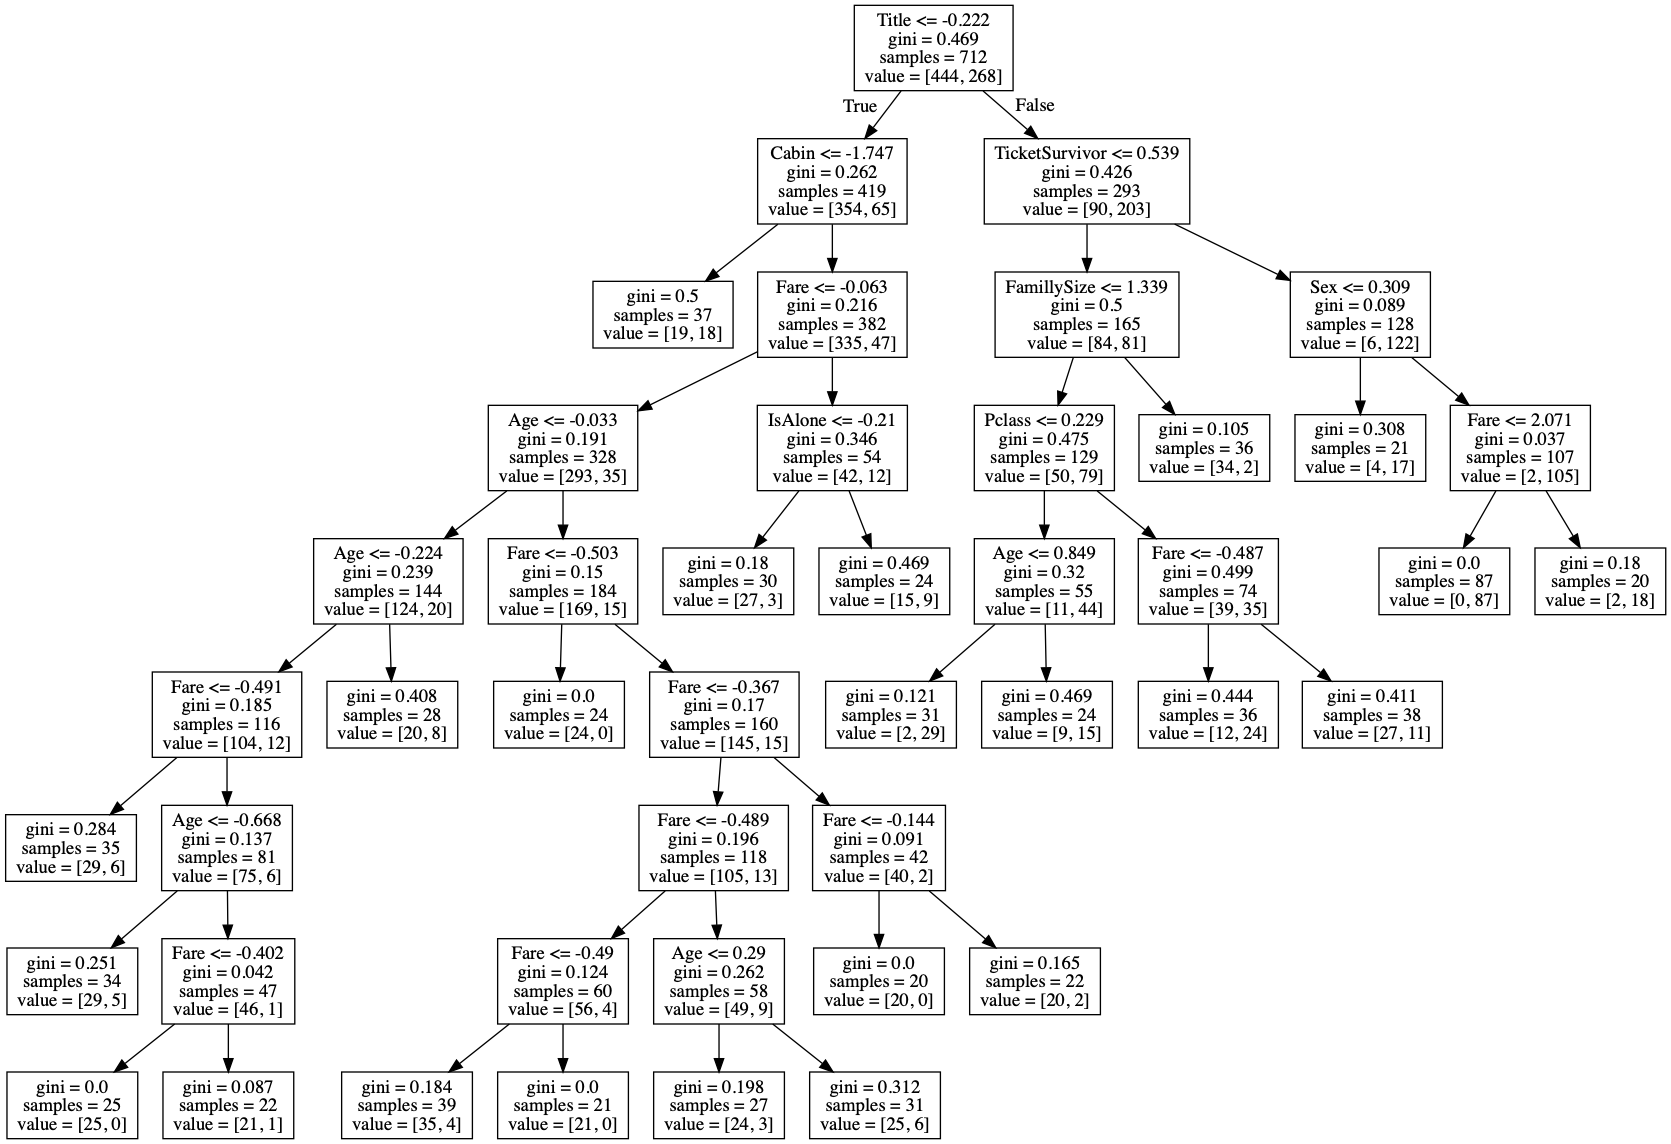 Title <= -0.222
gini = 0.469
samples = 712
value = [444, 268]
True
False
Cabin <= -1.747
gini = 0.262
samples = 419
value = [354, 65]
TicketSurvivor <= 0.539
gini = 0.426
samples = 293
value = [90, 203]
gini = 0.5
samples = 37
value = [19, 18]
Fare <= -0.063
gini = 0.216
samples = 382
value = [335, 47]
FamillySize <= 1.339
gini = 0.5
samples = 165
value = [84, 81]
Sex <= 0.309
gini = 0.089
samples = 128
value = [6, 122]
Age <= -0.033
gini = 0.191
samples = 328
value = [293, 35]
IsAlone <= -0.21
gini = 0.346
samples = 54
value = [42, 12]
Pclass <= 0.229
gini = 0.475
samples = 129
value = [50, 79]
gini = 0.105
samples = 36
value = [34, 2]
gini = 0.308
samples = 21
value = [4, 17]
Fare <= 2.071
gini = 0.037
samples = 107
value = [2, 105]
Age <= -0.224
gini = 0.239
samples = 144
value = [124, 20]
Fare <= -0.503
gini = 0.15
samples = 184
value = [169, 15]
gini = 0.18
samples = 30
value = [27, 3]
gini = 0.469
samples = 24
value = [15, 9]
Age <= 0.849
gini = 0.32
samples = 55
value = [11, 44]
Fare <= -0.487
gini = 0.499
samples = 74
value = [39, 35]
gini = 0.0
samples = 87
value = [0, 87]
gini = 0.18
samples = 20
value = [2, 18]
Fare <= -0.491
gini = 0.185
samples = 116
value = [104, 12]
gini = 0.408
samples = 28
value = [20, 8]
gini = 0.0
samples = 24
value = [24, 0]
Fare <= -0.367
gini = 0.17
samples = 160
value = [145, 15]
gini = 0.121
samples = 31
value = [2, 29]
gini = 0.469
samples = 24
value = [9, 15]
gini = 0.444
samples = 36
value = [12, 24]
gini = 0.411
samples = 38
value = [27, 11]
gini = 0.284
samples = 35
value = [29, 6]
Age <= -0.668
gini = 0.137
samples = 81
value = [75, 6]
Fare <= -0.489
gini = 0.196
samples = 118
value = [105, 13]
Fare <= -0.144
gini = 0.091
samples = 42
value = [40, 2]
gini = 0.251
samples = 34
value = [29, 5]
Fare <= -0.402
gini = 0.042
samples = 47
value = [46, 1]
Fare <= -0.49
gini = 0.124
samples = 60
value = [56, 4]
Age <= 0.29
gini = 0.262
samples = 58
value = [49, 9]
gini = 0.0
samples = 20
value = [20, 0]
gini = 0.165
samples = 22
value = [20, 2]
gini = 0.0
samples = 25
value = [25, 0]
gini = 0.087
samples = 22
value = [21, 1]
gini = 0.184
samples = 39
value = [35, 4]
gini = 0.0
samples = 21
value = [21, 0]
gini = 0.198
samples = 27
value = [24, 3]
gini = 0.312
samples = 31
value = [25, 6]